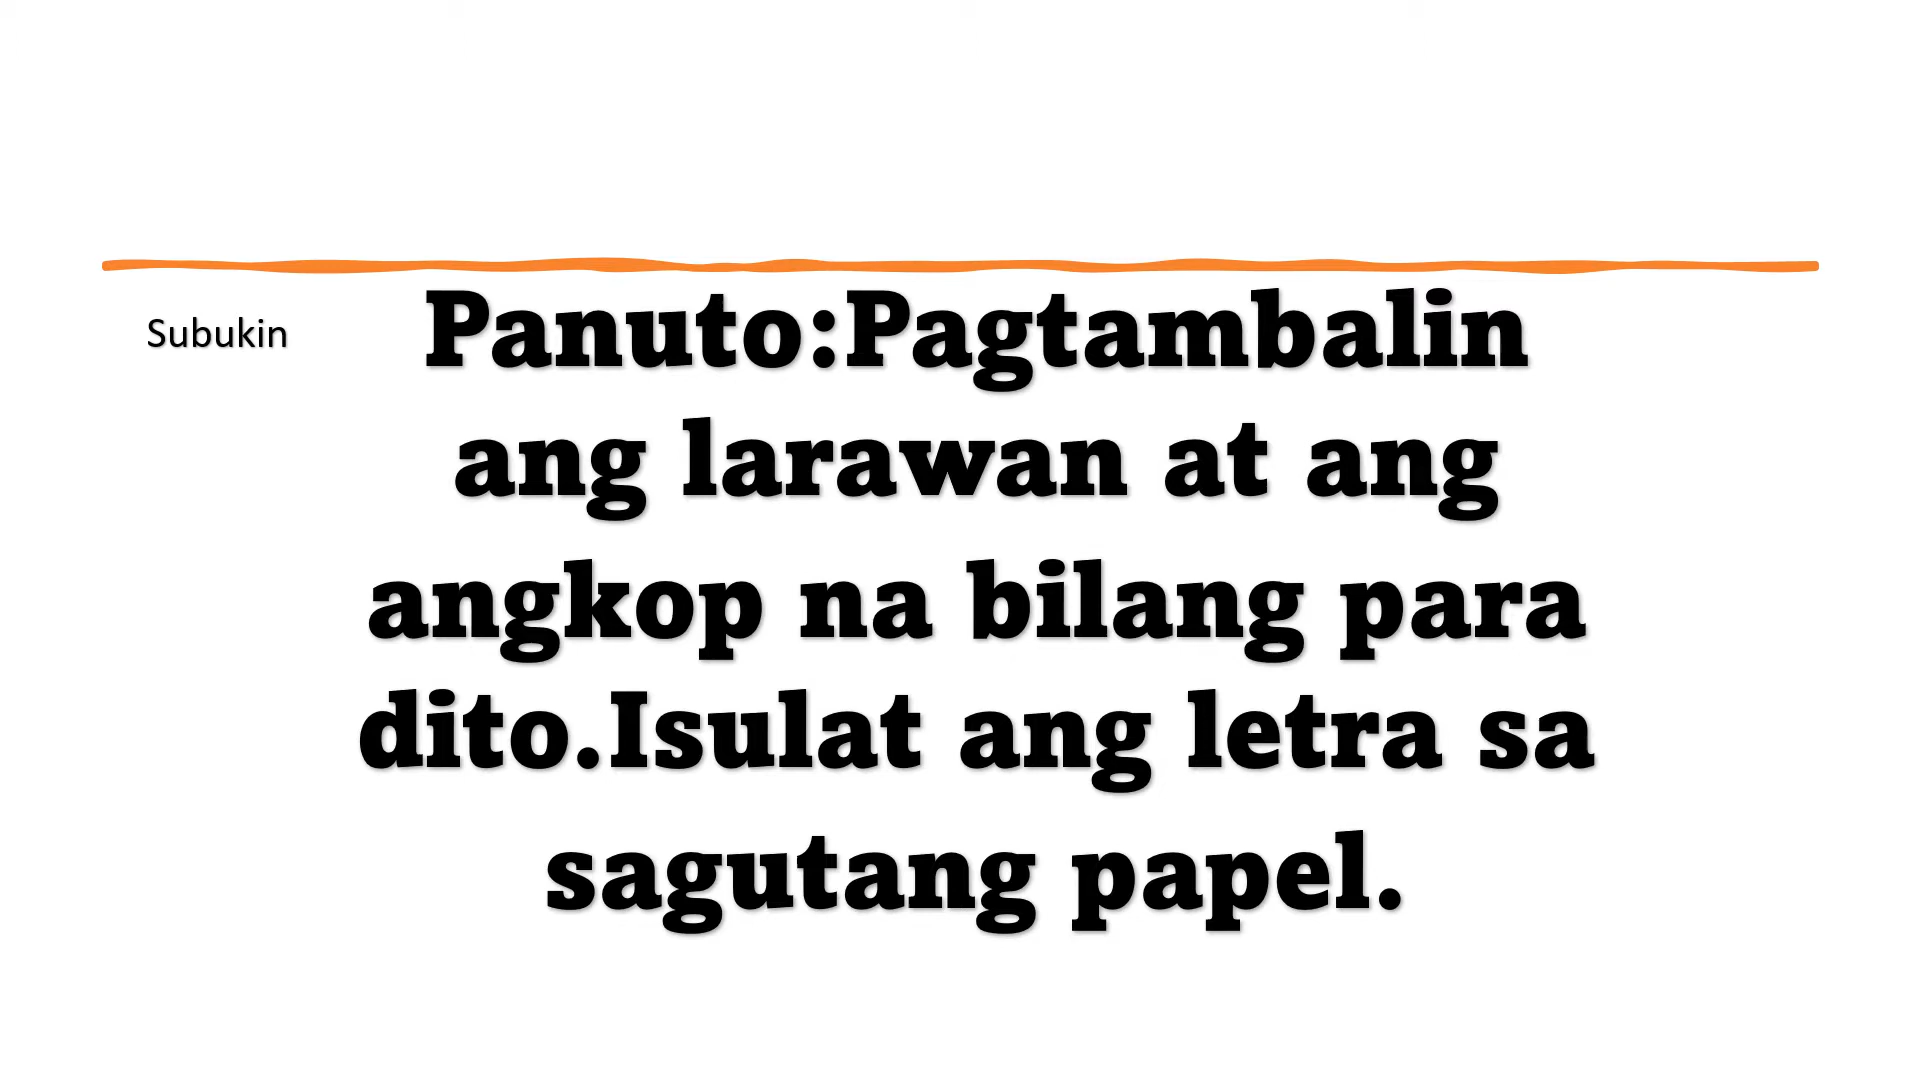 Subukin
Panuto:Pagtambalin
ang larawan at ang
angkop na bilang para
dito.Isulat ang letra sa
sagutang papel.